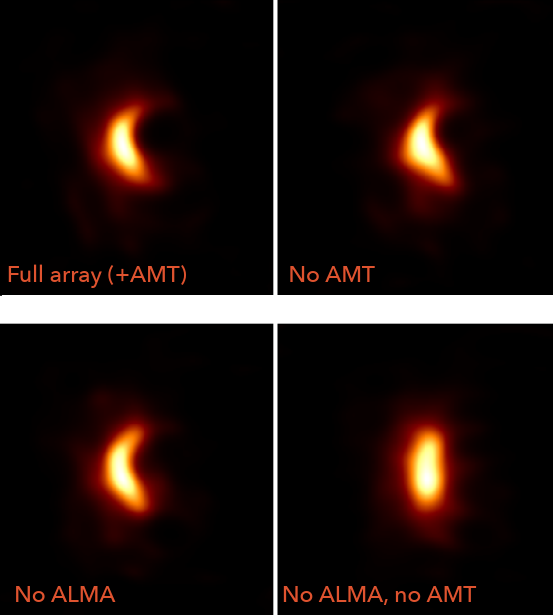 Full array (+AMT)
No AMT
No ALMA
No ALMA, no AMT